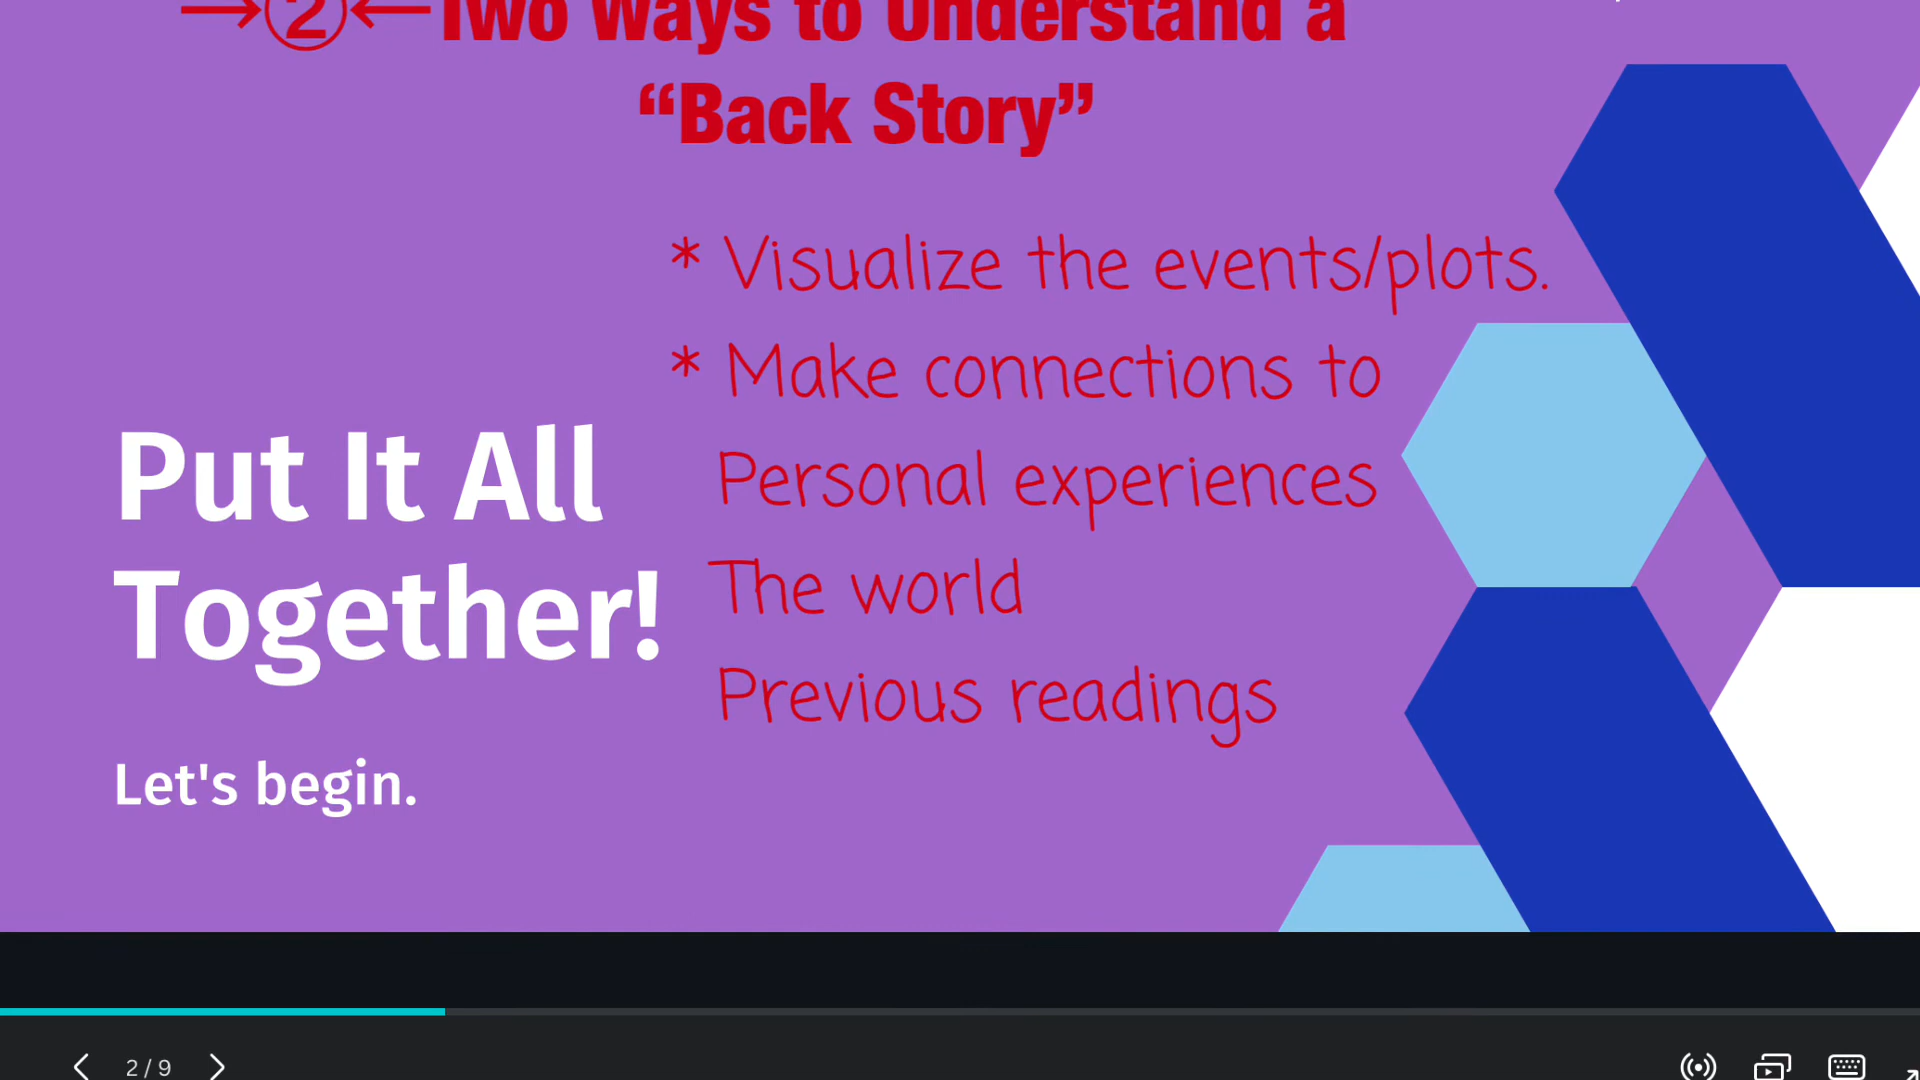 →②←Two Ways to Understand a
“Back Story”
* Visualize the events/plots.
* Make connections to
Personal experiences
The world
Previous readings
Put It All
Together!
Let's begin.
2 / 9